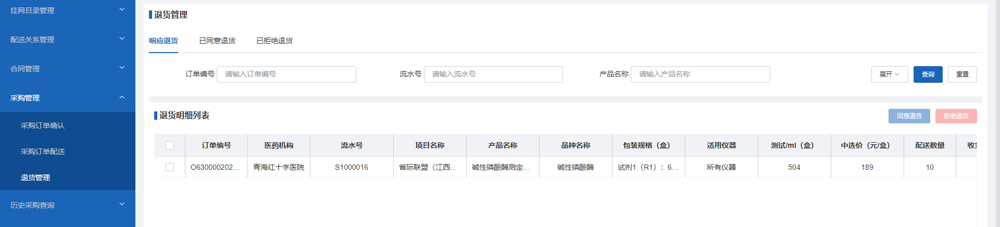 挂网目录管理
配送关系管理
合同管理
采购管理
采购订单确认
采购订单配送
退货管理
历史采购查询
退货管理
响应退货 已同意退货 已拒绝退货
订单编号 请输入订单编号 流水号 请输入流水号 产品名称 请输入产品名称 展开 查询 重置
退货明细列表 同意退货 拒绝退货
订单编号 医药机构 流水号 项目名称 产品名称 品种名称 包装规格（盒） 适用仪器 测试/ml（盒） 中选价（元/盒） 配送数量
O630000202... 青海红十字医院 S1000016 省际联盟（江西... 碱性磷酸酶测定... 碱性磷酸酶 试剂1（R1）：6... 所有仪器 504 189 10